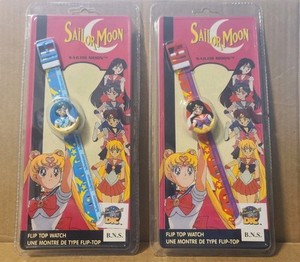 SAILOR MOON
SAILOR MOON
FLIP TOP WATCH
UNE MONTRE DE TYPE FLIP-TOP
B.N.S.
FLIP TOP WATCH
UNE MONTRE DE TYPE FLIP-TOP
B.N.S.